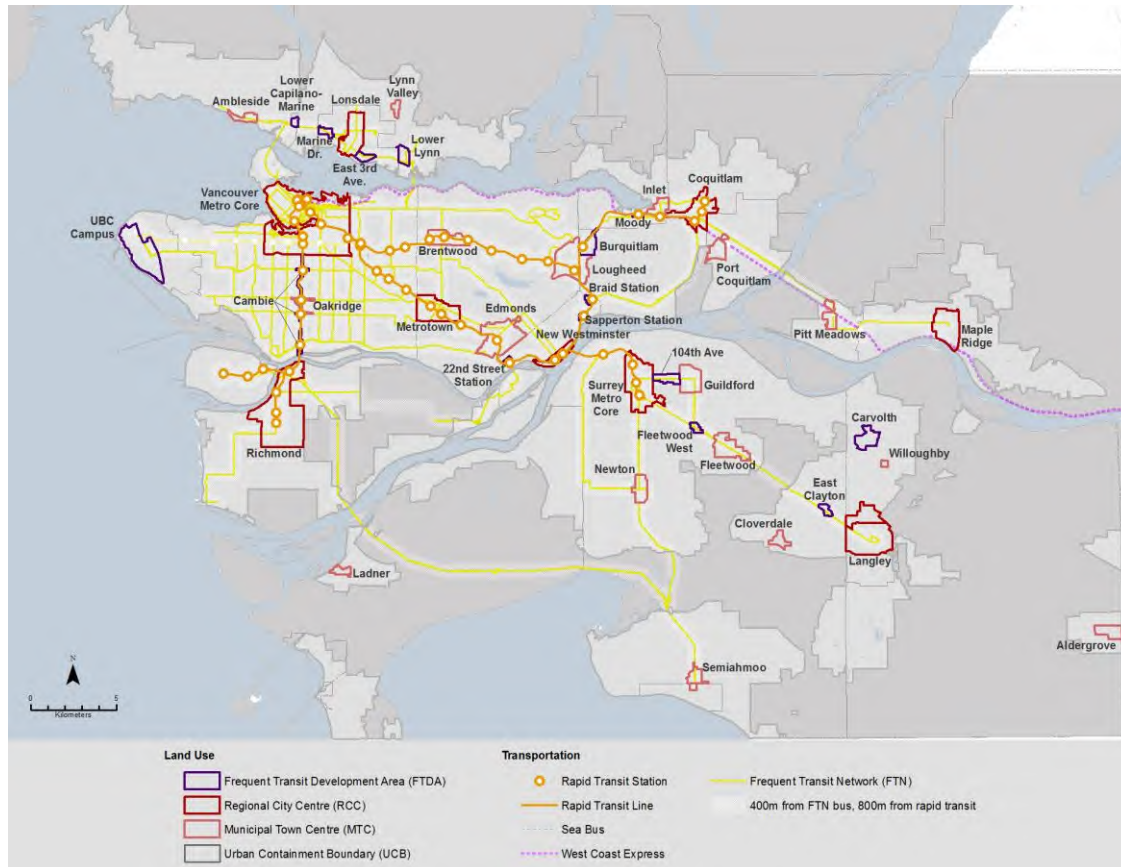 Lower
Capilano-
Marine
Lynn
Valley
Ambleside
Lonsdale
Marine
Dr.
Lower
Lynn
East 3rd
Ave.
Vancouver
Metro Core
Inlet
Coquitlam
UBC
Campus
Moody
Brentwood
Burquitlam
Lougheed
Port
Coquitlam
Braid Station
Cambie
Oakridge
Edmonds
Metrotown
Sapperton Station
New Westminster
Pitt Meadows
Maple
Ridge
22nd Street
Station
104th Ave
Surrey
Metro
Core
Guildford
Richmond
Fleetwood
West
Fleetwood
Carvolth
Willoughby
Newton
East
Clayton
Cloverdale
Langley
Ladner
Aldergrove
Semiahmoo
N
0 5
Kilometers
Land Use
Frequent Transit Development Area (FTDA)
Regional City Centre (RCC)
Municipal Town Centre (MTC)
Urban Containment Boundary (UCB)
Transportation
Rapid Transit Station
Rapid Transit Line
Sea Bus
West Coast Express
Frequent Transit Network (FTN)
400m from FTN bus, 800m from rapid transit